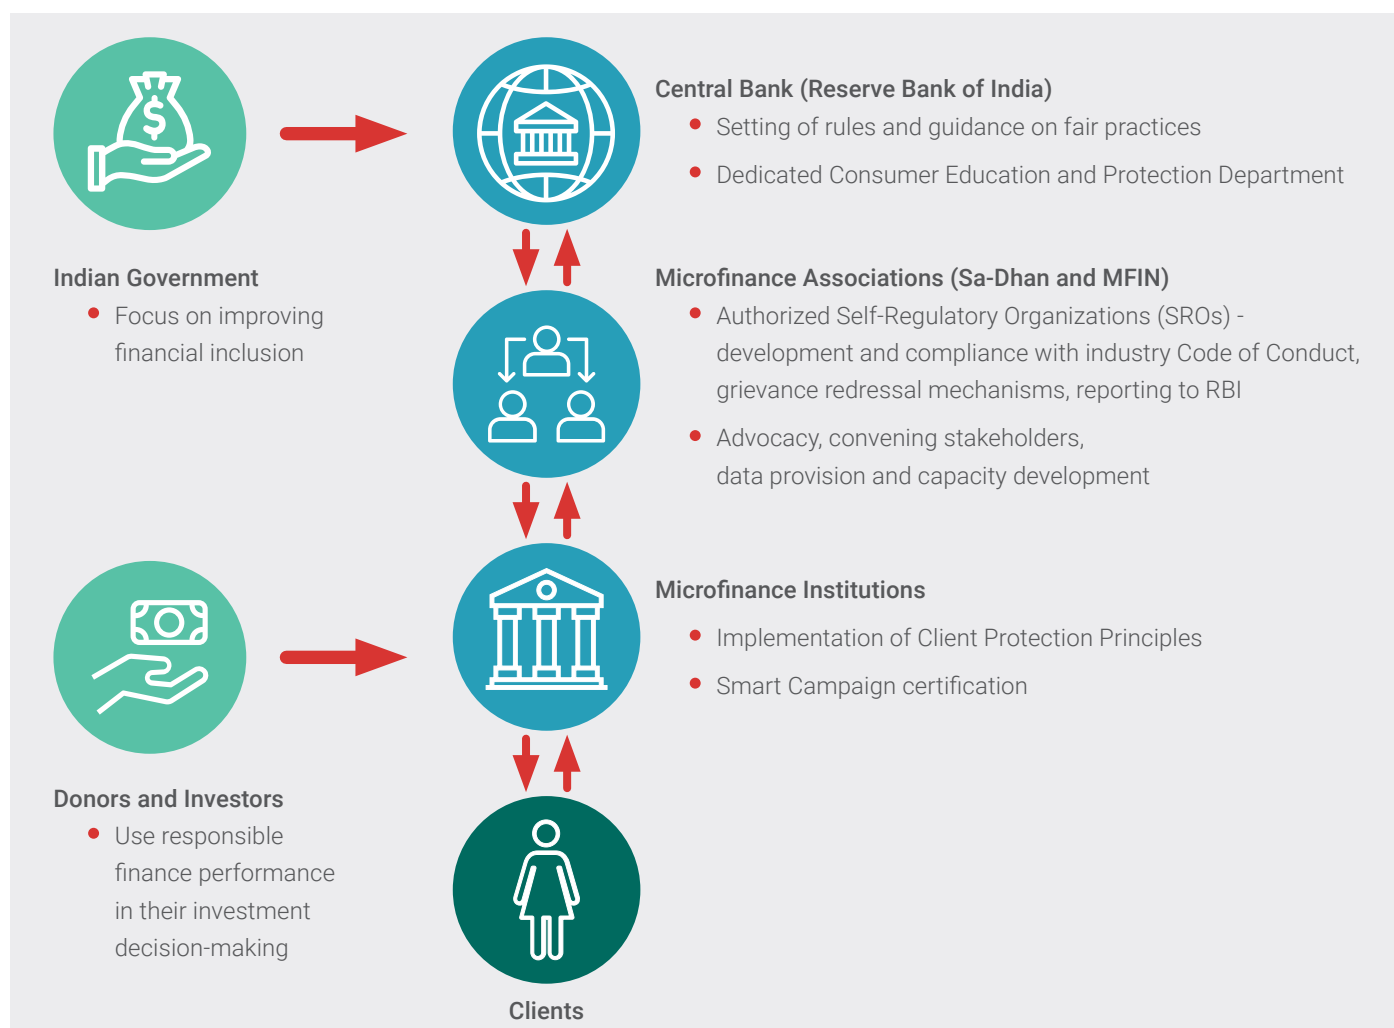 Central Bank (Reserve Bank of India)
• Setting of rules and guidance on fair practices
• Dedicated Consumer Education and Protection Department
Indian Government
• Focus on improving
financial inclusion
Microfinance Associations (Sa-Dhan and MFIN)
• Authorized Self-Regulatory Organizations (SROs) -
development and compliance with industry Code of Conduct,
grievance redressal mechanisms, reporting to RBI
• Advocacy, convening stakeholders,
data provision and capacity development
Microfinance Institutions
• Implementation of Client Protection Principles
• Smart Campaign certification
Donors and Investors
• Use responsible
finance performance
in their investment
decision-making
Clients